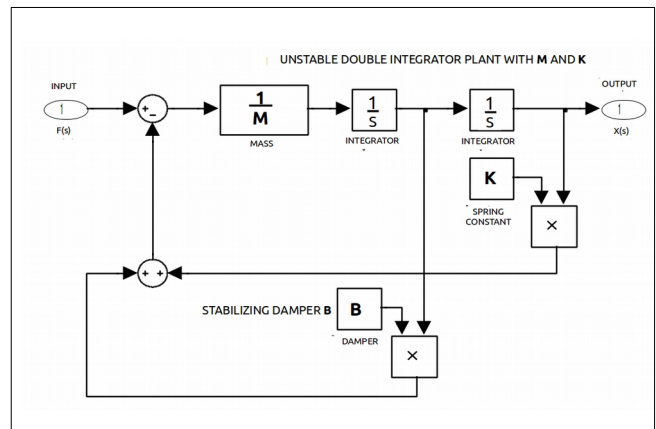 UNSTABLE DOUBLE INTEGRATOR PLANT WITH M AND K
INPUT
OUTPUT
1
F(s)
+
−
1
M
MASS
1
S
INTEGRATOR
1
S
INTEGRATOR
1
X(s)
K
SPRING
CONSTANT
×
+ +
STABILIZING DAMPER B
B
DAMPER
×